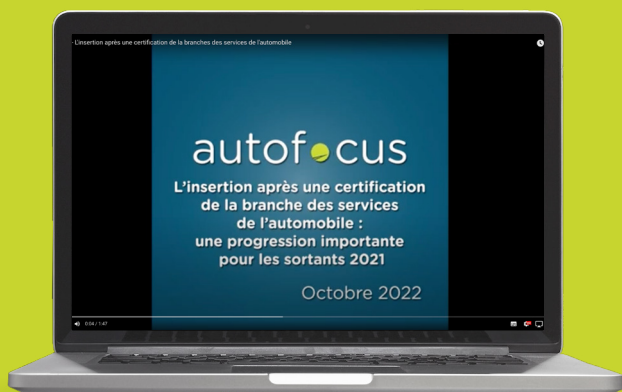 - L'insertion après une certification de la branches des services de l'automobile
autofocus
L'insertion après une certification
de la branche des services
de l'automobile :
une progression importante
pour les sortants 2021
Octobre 2022
0:04 / 1:47